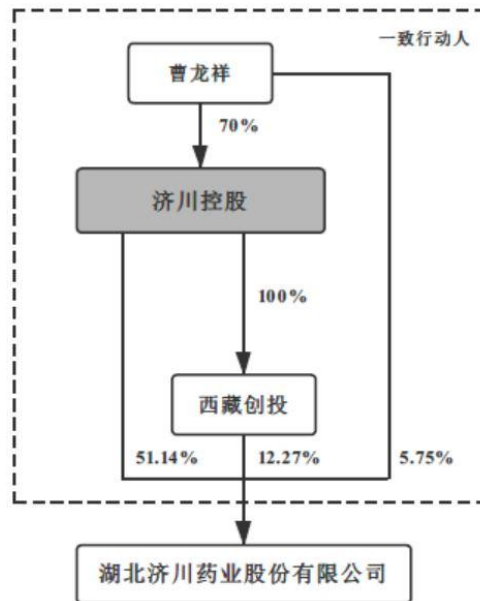 一致行动人
曹龙祥
70%
济川控股
100%
西藏创投
51.14%
12.27%
5.75%
湖北济川药业股份有限公司